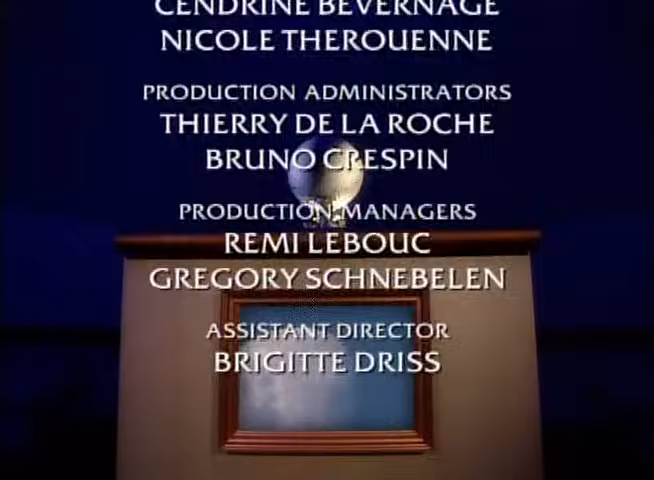 CENDRINE BEVERNAGE
NICOLE THEROUENNE
PRODUCTION ADMINISTRATORS
THIERRY DE LA ROCHE
BRUNO CRESPIN
PRODUCTION MANAGERS
REMI LEBOUC
GREGORY SCHNEBELEN
ASSISTANT DIRECTOR
BRIGITTE DRISS